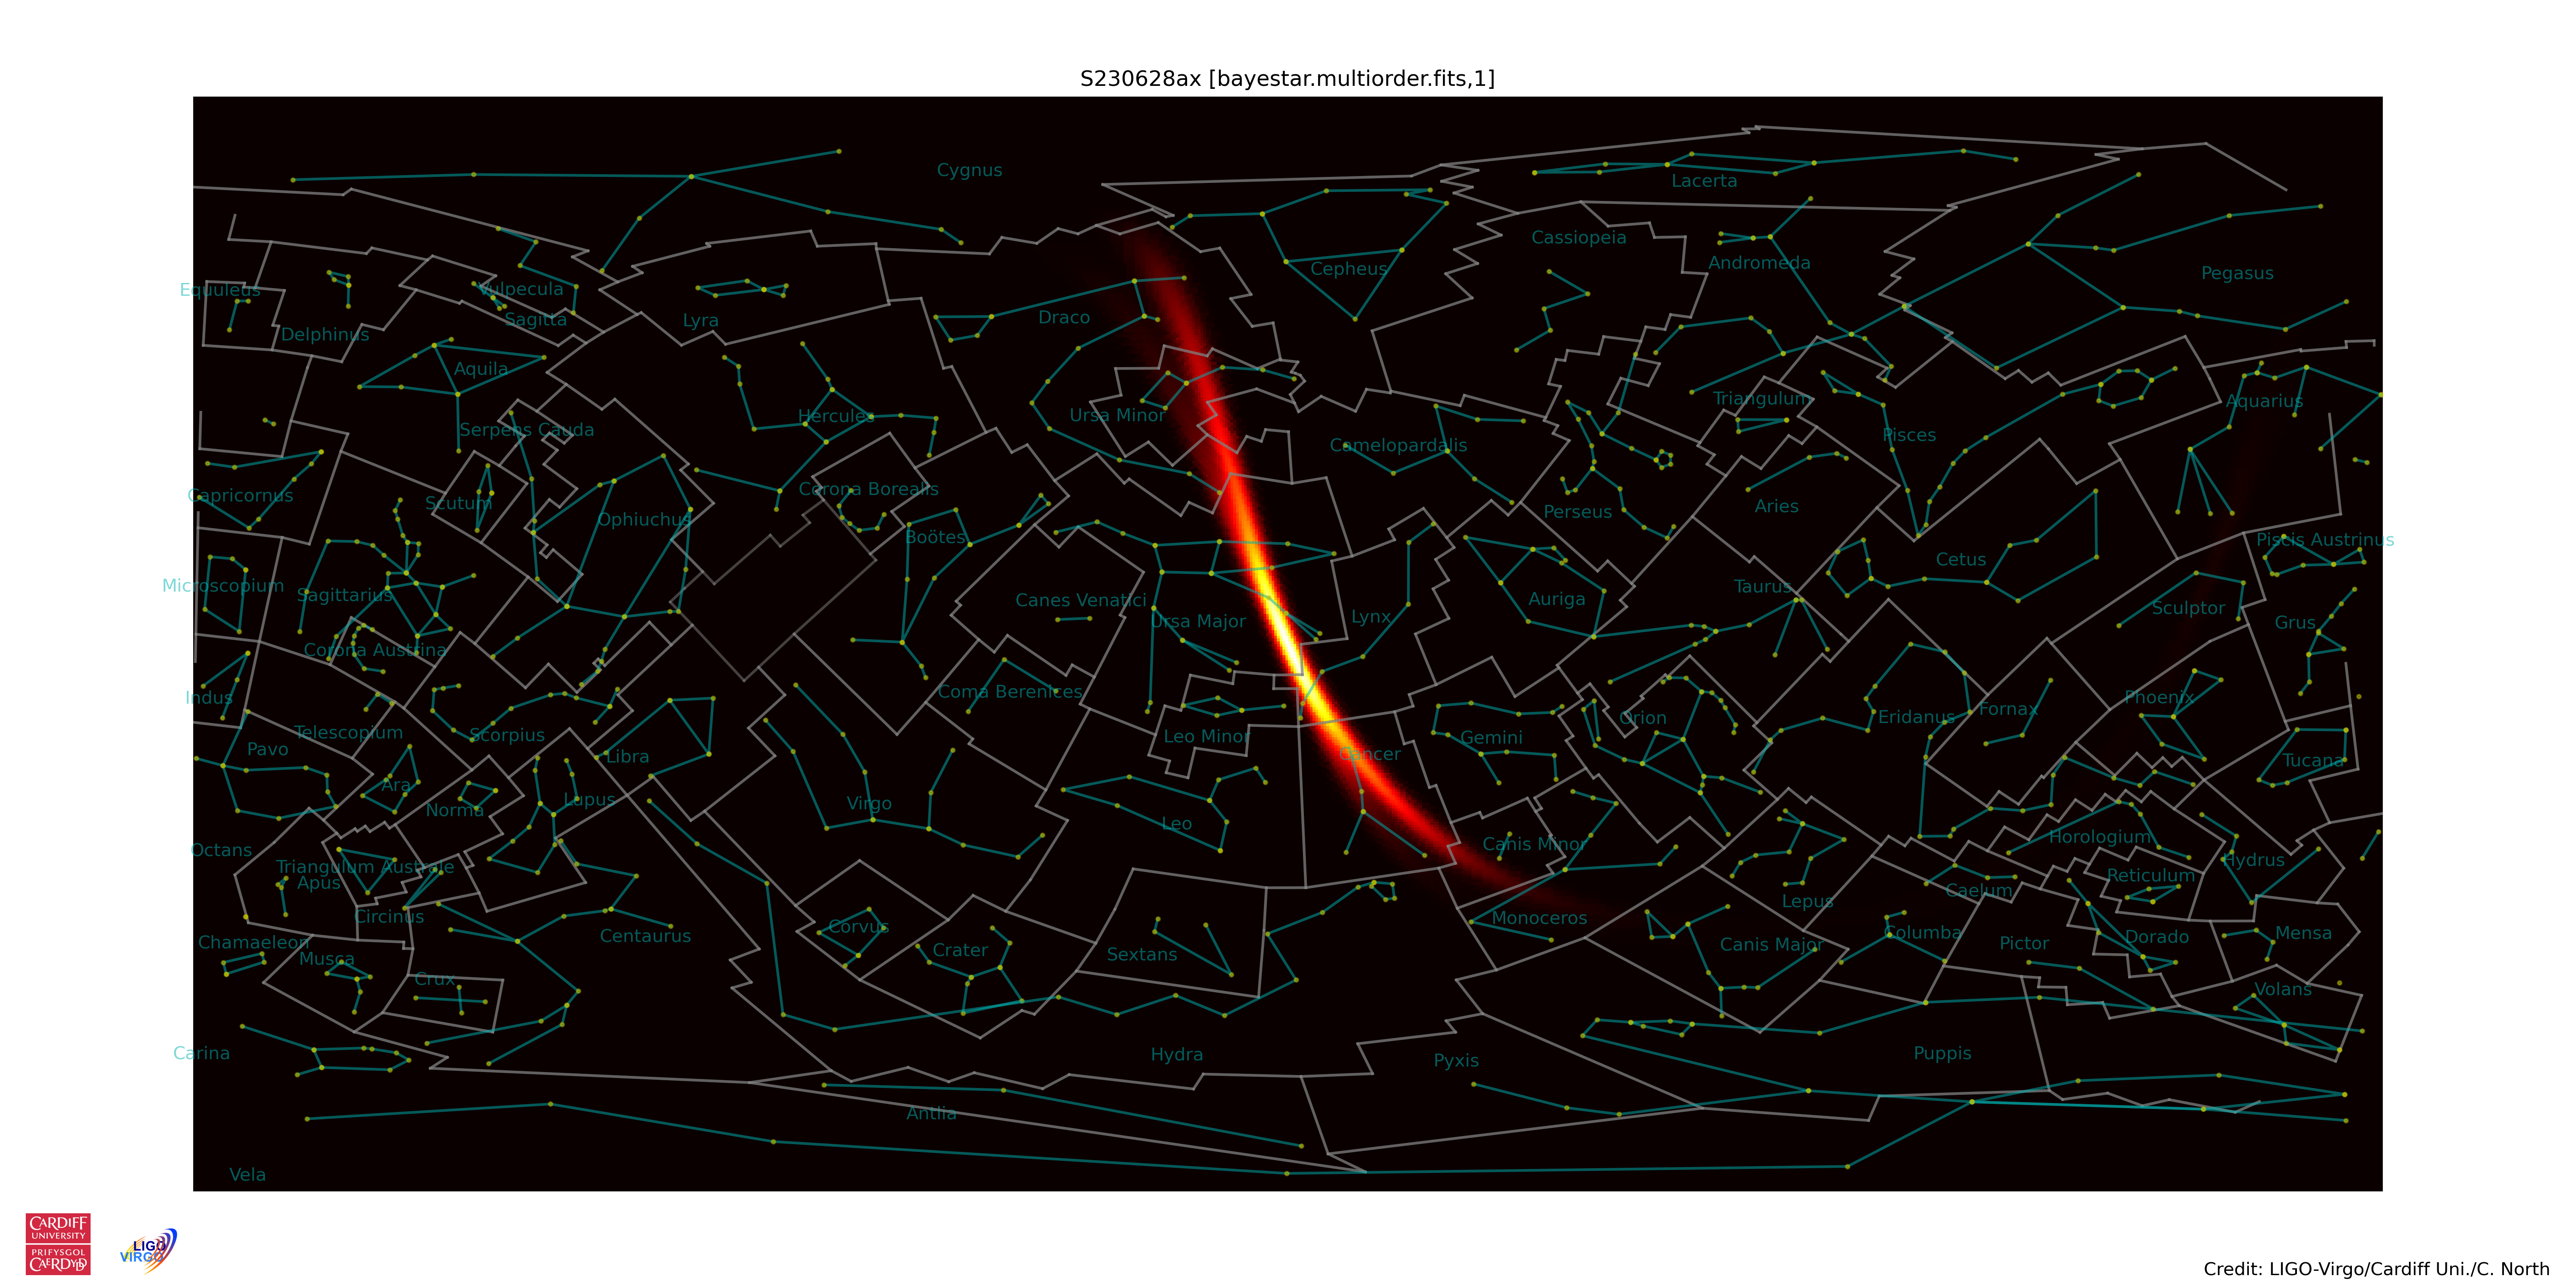 S230628ax [bayestar.multiorder.fits,1]
Cygnus
Lacerta
Cassiopeia
Andromeda
Cepheus
Pegasus
Equuleus
Vulpecula
Sagitta
Lyra
Draco
Delphinus
Aquila
Triangulum
Aquarius
Hercules
Ursa Minor
Serpens Cauda
Pisces
Camelopardalis
Corona Borealis
Capricornus
Scutum
Aries
Perseus
Ophiuchus
Boötes
Piscis Austrinus
Cetus
Microscopium
Taurus
Sagittarius
Canes Venatici
Auriga
Sculptor
Lynx
Ursa Major
Grus
Corona Austrina
Coma Berenices
Indus
Phoenix
Fornax
Orion
Eridanus
Telescopium
Scorpius
Leo Minor
Gemini
Pavo
Cancer
Libra
Tucana
Ara
Lupus
Virgo
Norma
Leo
Horologium
Canis Minor
Octans
Hydrus
Triangulum Australe
Reticulum
Apus
Caelum
Lepus
Circinus
Monoceros
Corvus
Columba
Mensa
Centaurus
Dorado
Chamaeleon
Pictor
Canis Major
Crater
Sextans
Musca
Crux
Volans
Carina
Hydra
Puppis
Pyxis
Antlia
Vela
CARDIFF
UNIVERSITY
PRIFYSGOL
CAERDYDD
LIGO
VIRGO
Credit: LIGO-Virgo/Cardiff Uni./C. North